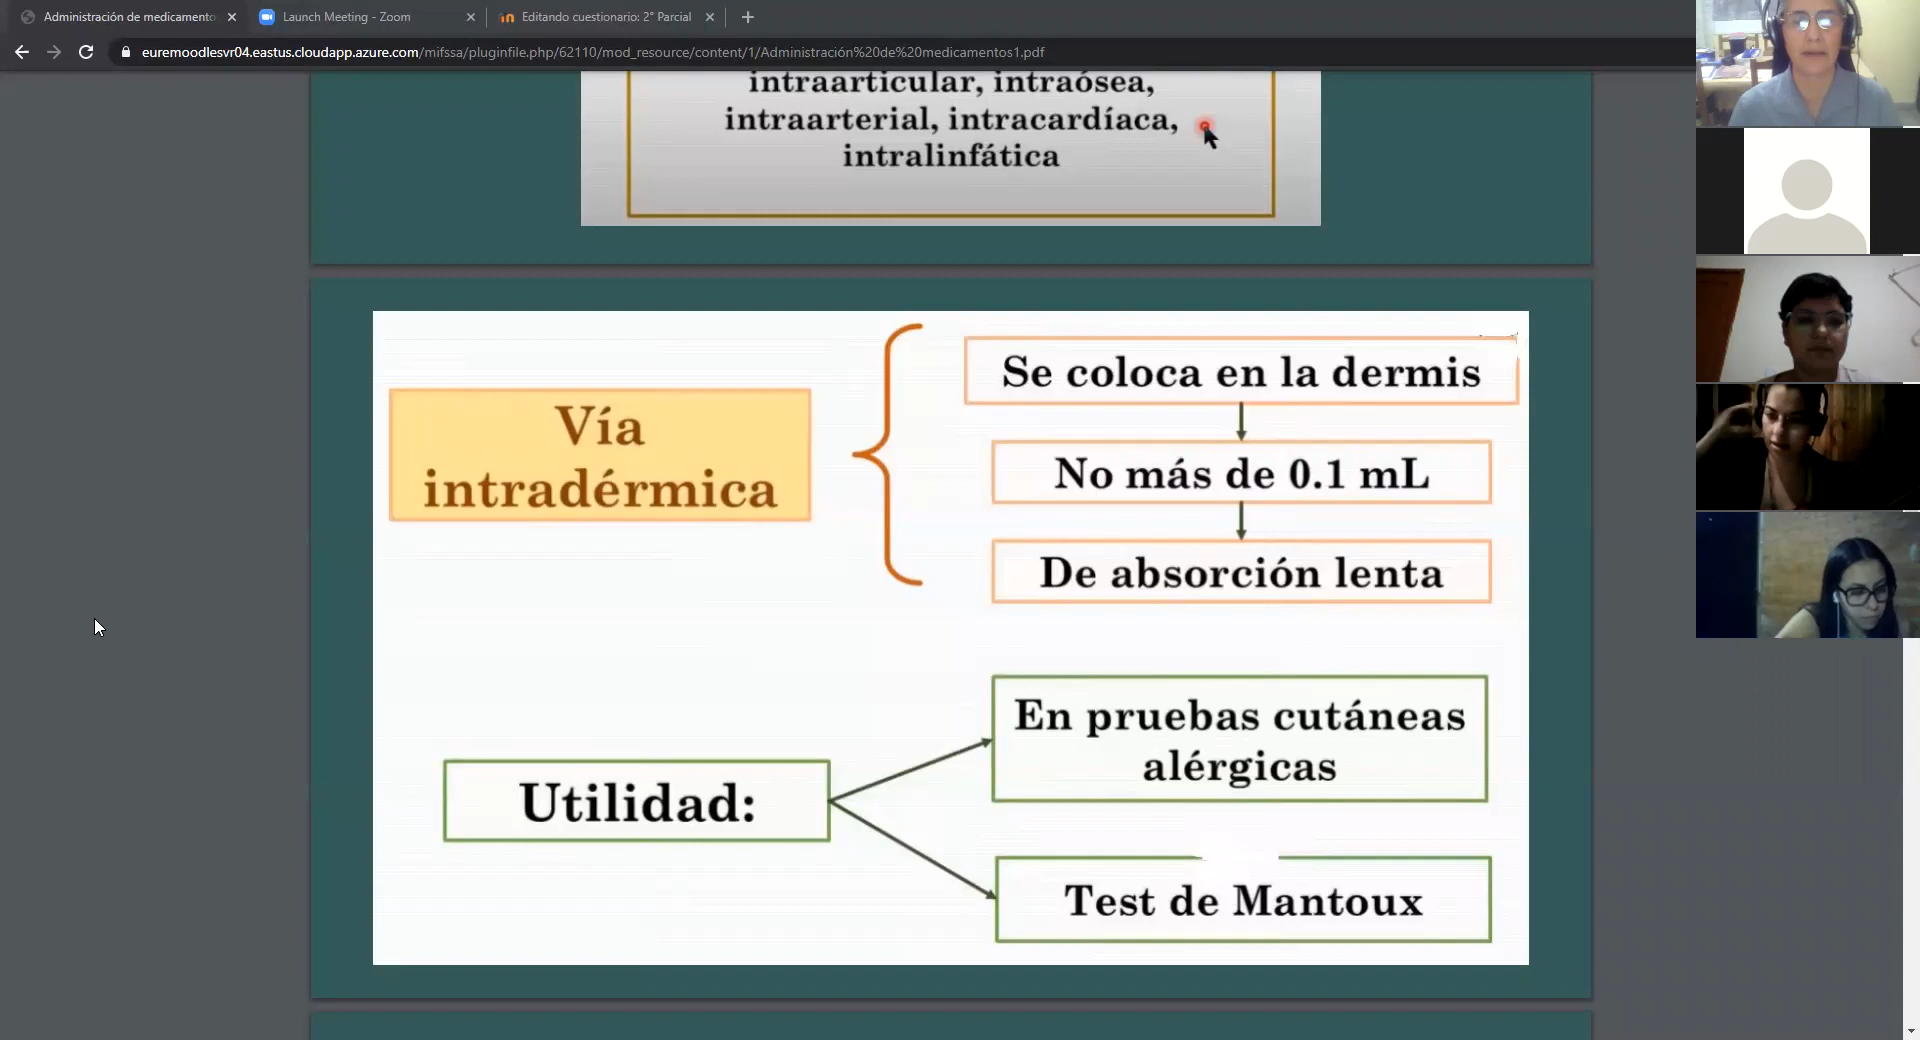 Administración de medicamento
Launch Meeting - Zoom
Editando cuestionario: 2° Parcial
euremoodlesvr04.eastus.cloudapp.azure.com/mifssa/pluginfile.php/62110/mod_resource/content/1/Administración%20de%20medicamentos1.pdf
intraarticular, intraósea,
intraarterial, intracardíaca,
intralinfática
Vía
intradérmica
Se coloca en la dermis
No más de 0.1 mL
De absorción lenta
Utilidad:
En pruebas cutáneas
alérgicas
Test de Mantoux